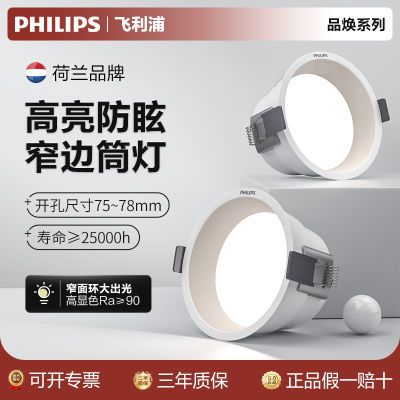 PHILIPS 飞利浦
品焕系列
荷兰品牌
高亮防眩
窄边筒灯
开孔尺寸75~78mm
寿命≥25000h
窄面环大出光
高显色Ra≥90
PHILIPS
PHILIPS
可开专票
三年质保
正品假一赔十